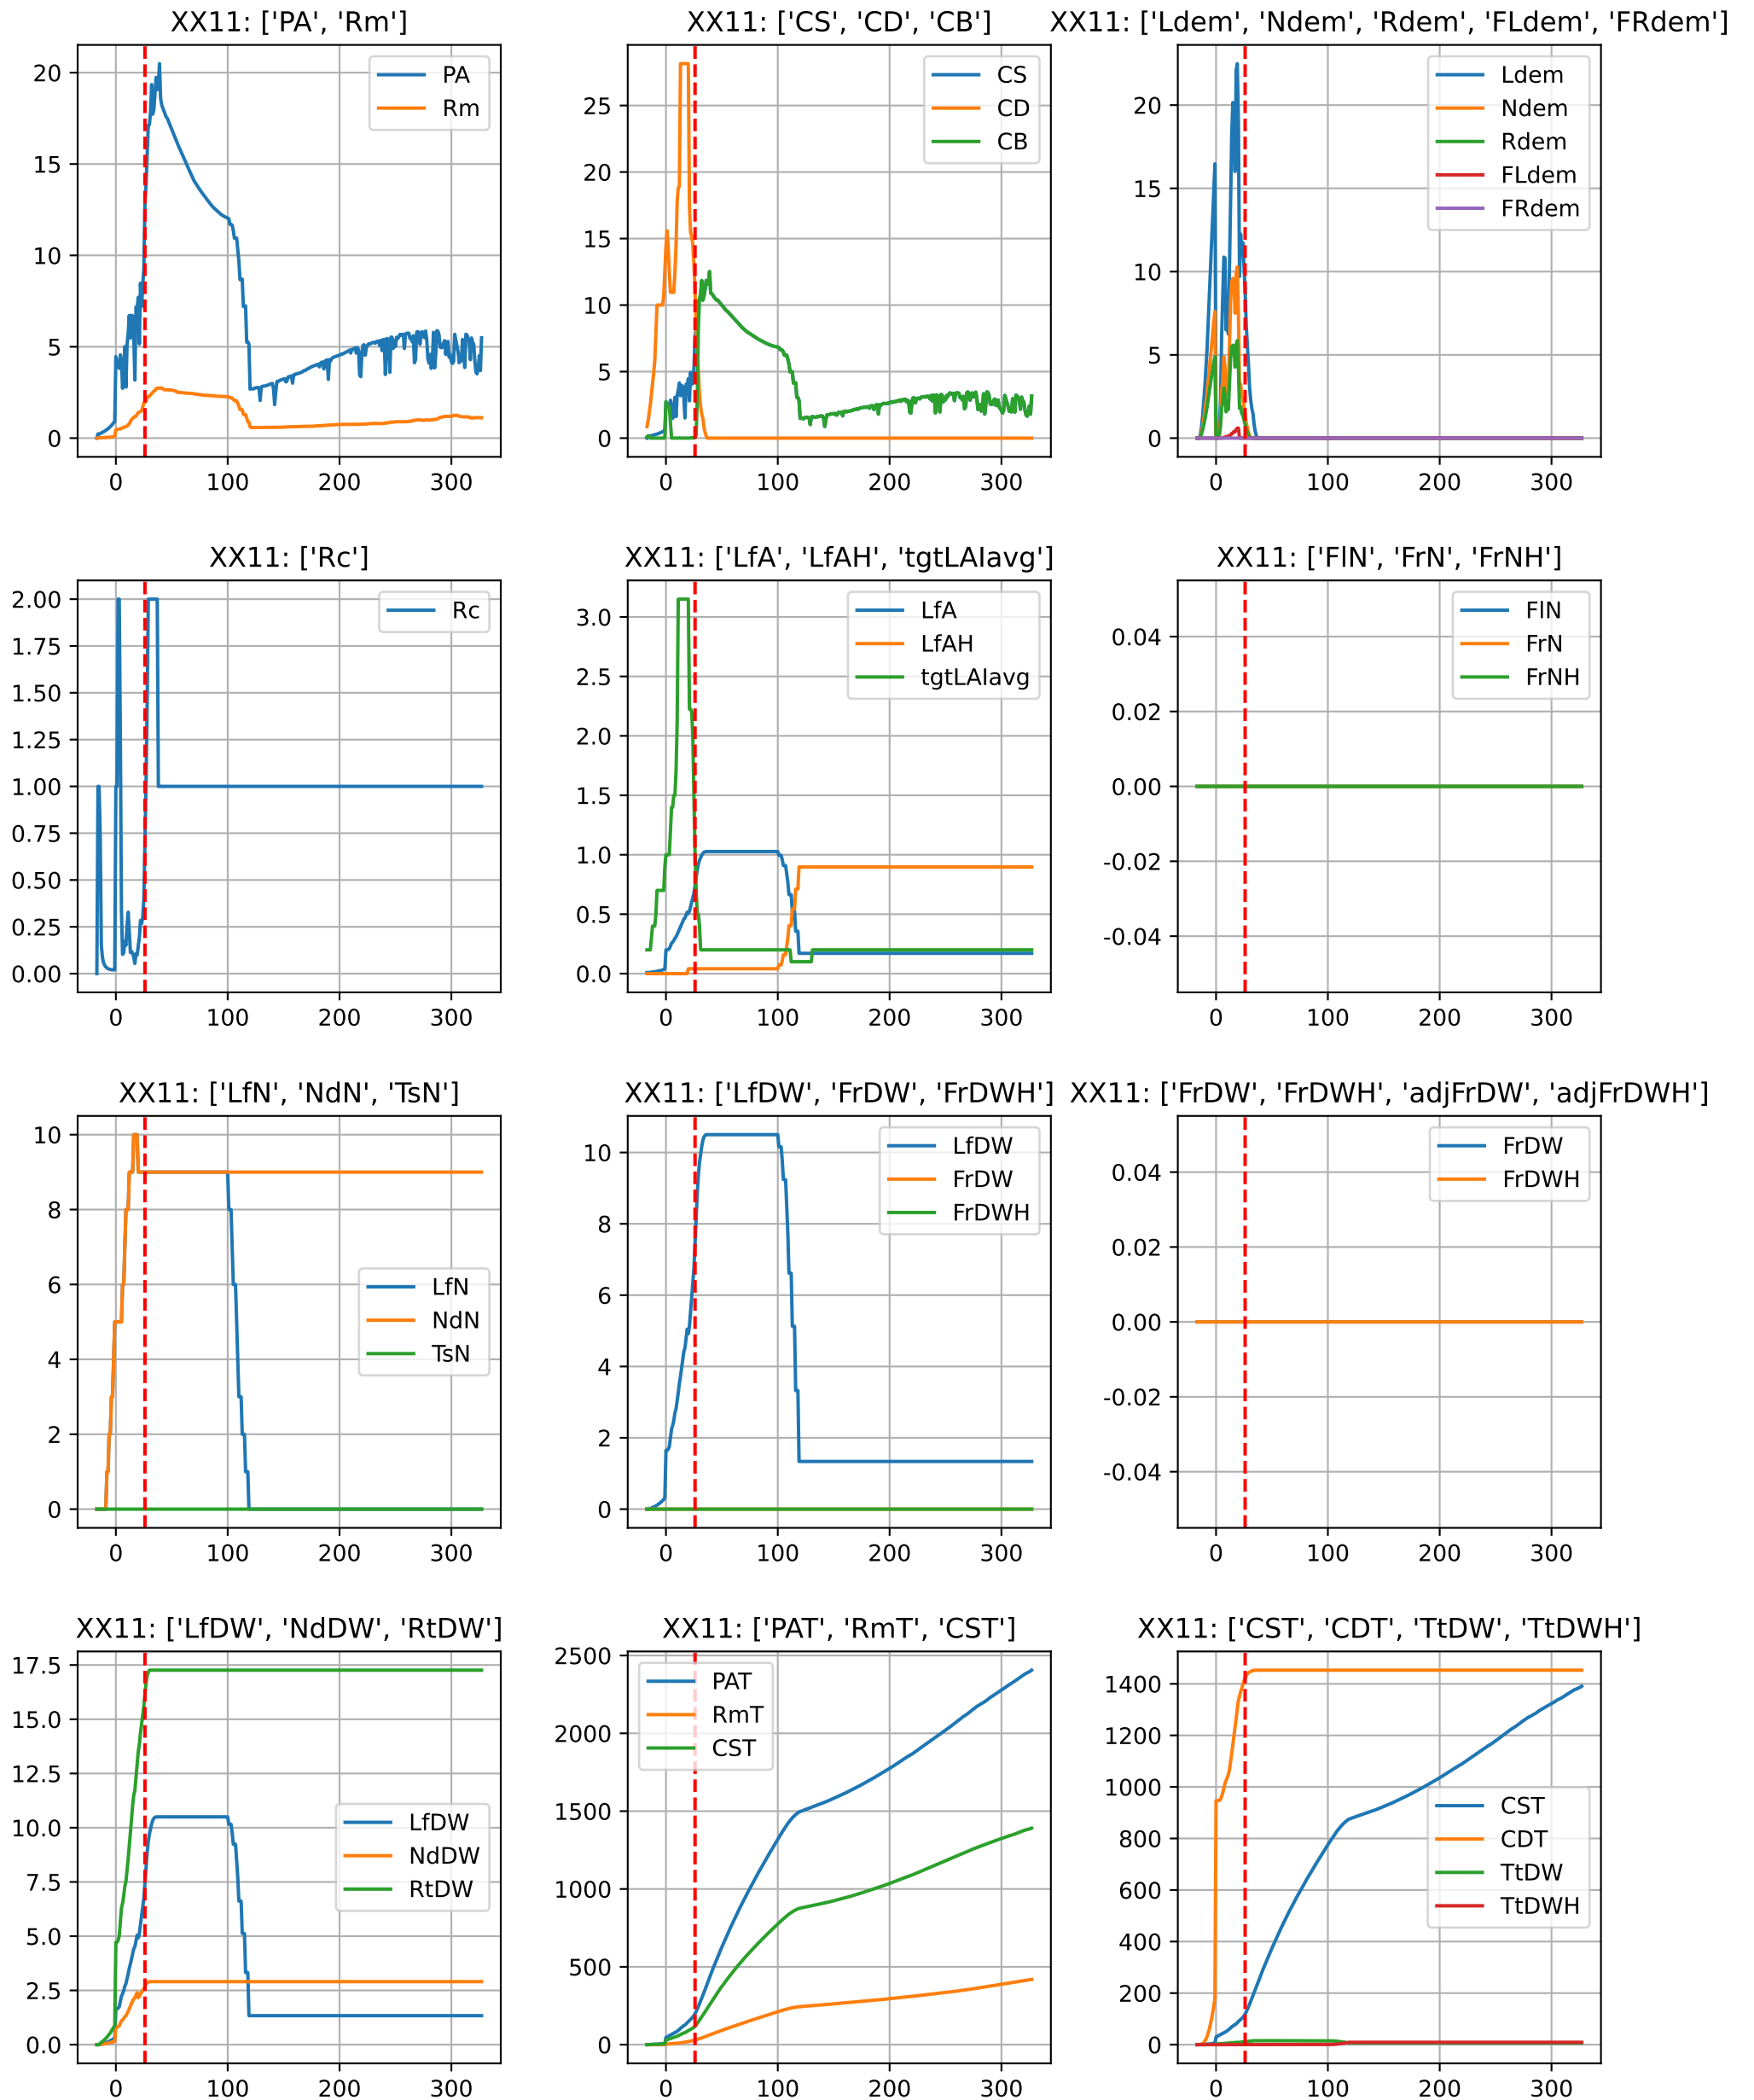 XX11: ['PA', 'Rm'] XX11: ['CS', 'CD', 'CB'] XX11: ['Ldem', 'Ndem', 'Rdem', 'FLdem', 'FRdem']
PA
Rm
20
15
10
5
0
0 100 200 300
CS
CD
CB
25
20
15
10
5
0
0 100 200 300
Ldem
Ndem
Rdem
FLdem
FRdem
20
15
10
5
0
0 100 200 300
XX11: ['Rc'] XX11: ['LfA', 'LfAH', 'tgtLAIavg'] XX11: ['FlN', 'FrN', 'FrNH']
Rc
2.00
1.75
1.50
1.25
1.00
0.75
0.50
0.25
0.00
0 100 200 300
LfA
LfAH
tgtLAIavg
3.0
2.5
2.0
1.5
1.0
0.5
0.0
0 100 200 300
FlN
FrN
FrNH
0.04
0.02
0.00
-0.02
-0.04
0 100 200 300
XX11: ['LfN', 'NdN', 'TsN'] XX11: ['LfDW', 'FrDW', 'FrDWH'] XX11: ['FrDW', 'FrDWH', 'adjFrDW', 'adjFrDWH']
10
8
6
4
2
0
LfN
NdN
TsN
0 100 200 300
LfDW
FrDW
FrDWH
10
8
6
4
2
0
0 100 200 300
FrDW
FrDWH
0.04
0.02
0.00
-0.02
-0.04
0 100 200 300
XX11: ['LfDW', 'NdDW', 'RtDW'] XX11: ['PAT', 'RmT', 'CST'] XX11: ['CST', 'CDT', 'TtDW', 'TtDWH']
17.5
15.0
12.5
10.0
7.5
5.0
2.5
0.0
LfDW
NdDW
RtDW
0 100 200 300
2500
2000
1500
1000
500
0
PAT
RmT
CST
0 100 200 300
1400
1200
1000
800
600
400
200
0
CST
CDT
TtDW
TtDWH
0 100 200 300